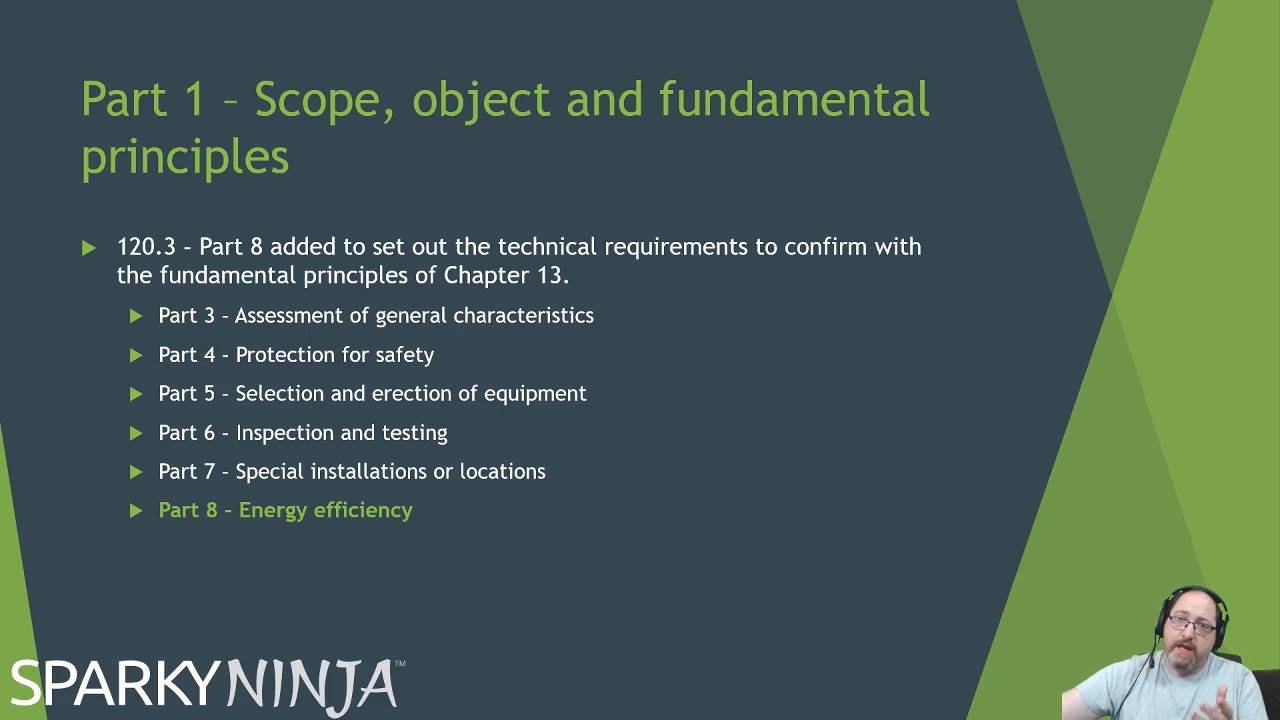 Part 1 – Scope, object and fundamental
principles
120.3 – Part 8 added to set out the technical requirements to confirm with
the fundamental principles of Chapter 13.
Part 3 – Assessment of general characteristics
Part 4 – Protection for safety
Part 5 – Selection and erection of equipment
Part 6 – Inspection and testing
Part 7 – Special installations or locations
Part 8 – Energy efficiency
SPARKYNINJA™